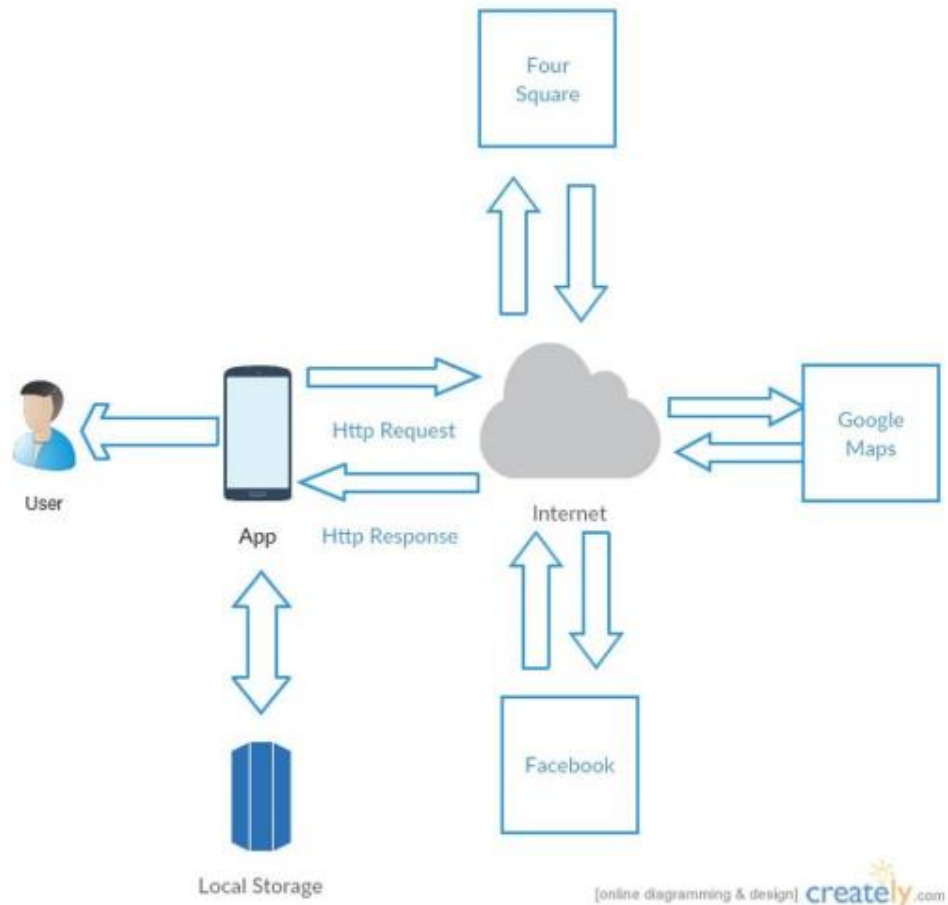 Four
Square
Http Request
Google
Maps
User
App
Http Response
Internet
Facebook
Local Storage
[online diagramming & design] creately.com